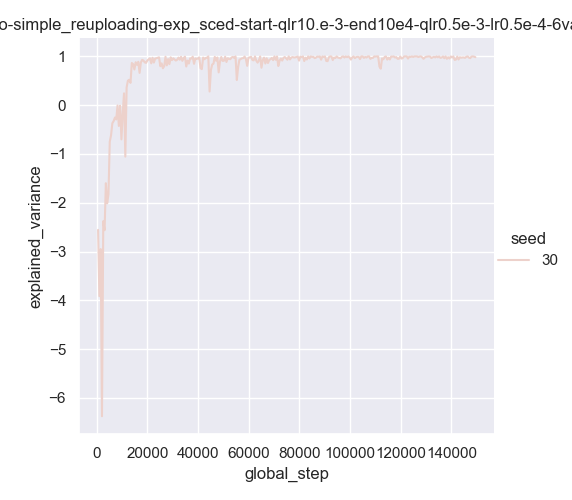 o-simple_reuploading-exp_sced-start-qlr10.e-3-end10e4-qlr0.5e-3-lr0.5e-4-6va
1
0
−1
−2
−3
−4
−5
−6
explained_variance
0 20000 40000 60000 80000 100000 120000 140000
global_step
seed
30